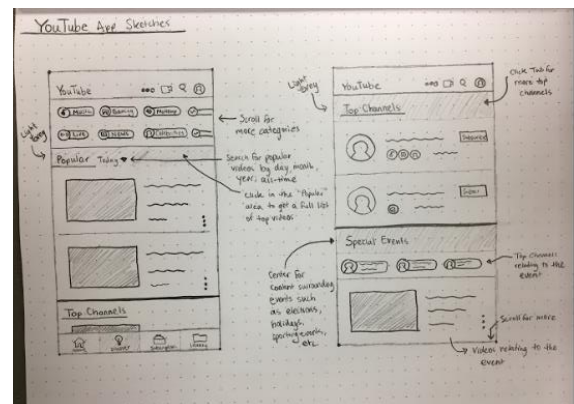 YouTube App Sketches
YouTube
Music
Gaming
Live
News
Scroll for
more categories
Light
grey
Popular Today
Search for popular
videos by day, month,
year, all-time
Click in the "Popular"
area to get a full list
of top videos
Top Channels
Subscription
Library
YouTube
Light
grey
Top Channels
Click Tab for
more top
channels
Subscribe
Special Events
Center for
content surrounding
events such
as elections,
holidays,
sporting events,
etc
Top Channels
relating to the
event
Scroll for more
Videos relating to the
event